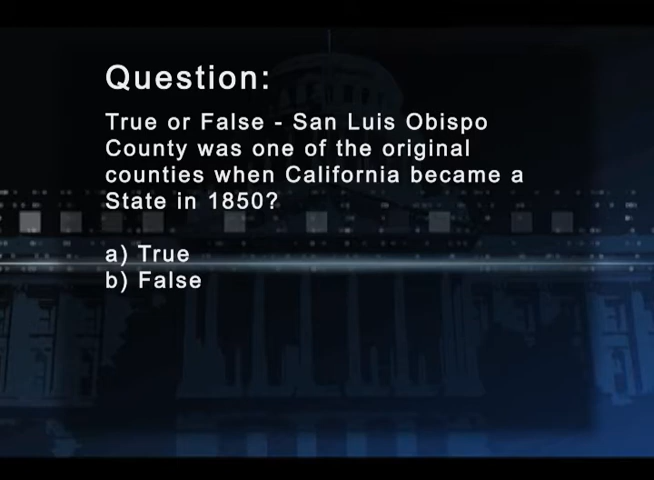 Question:
True or False - San Luis Obispo
County was one of the original
counties when California became a
State in 1850?
a) True
b) False